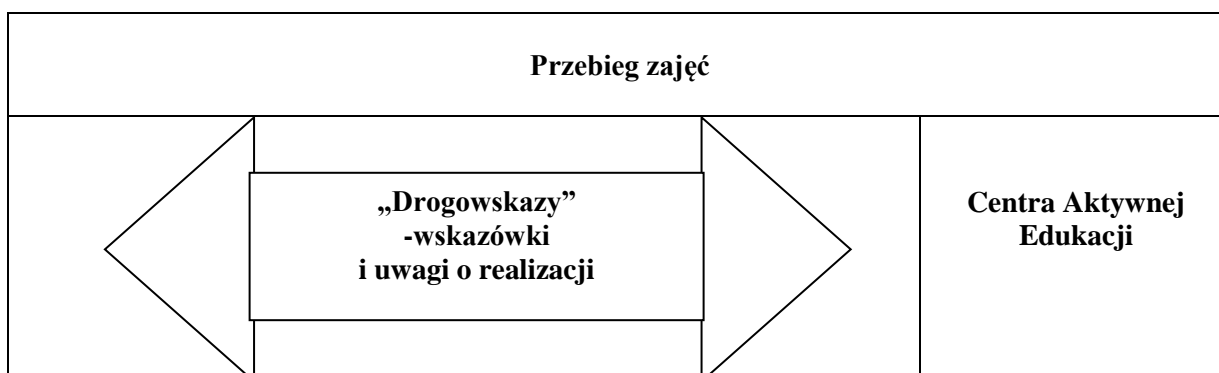 Przebieg zajęć
„Drogowskazy”
-wskazówki
i uwagi o realizacji
Centra Aktywnej
Edukacji